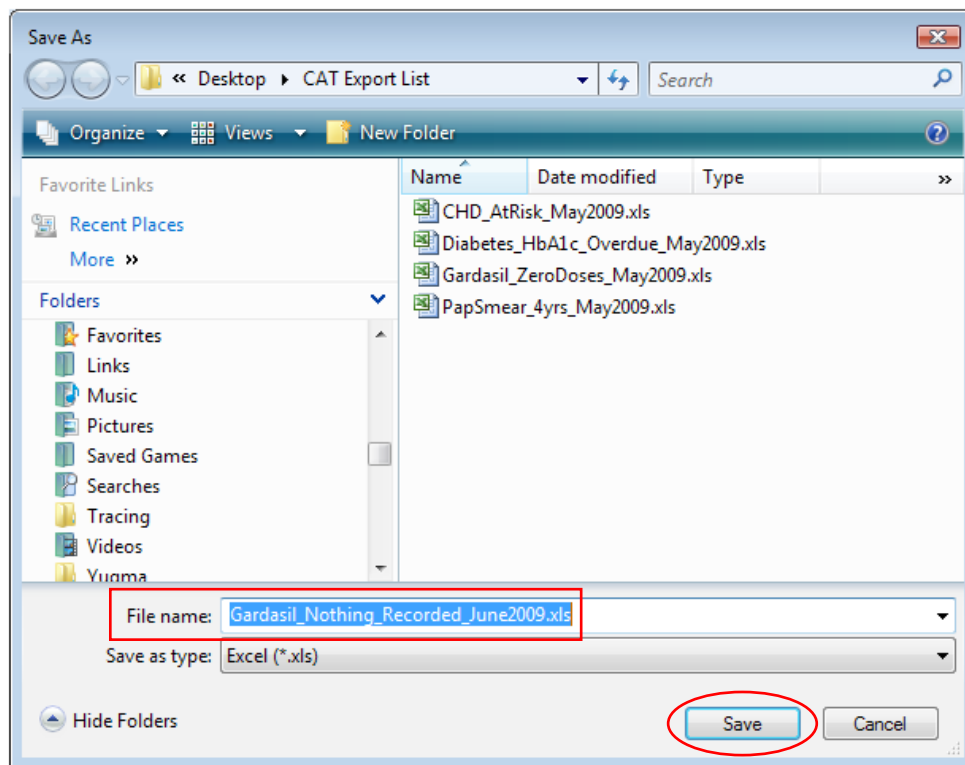 Save As
« Desktop ▸ CAT Export List Search
Organize Views New Folder
Favorite Links
Recent Places
More »
Folders
Favorites
Links
Music
Pictures
Saved Games
Searches
Tracing
Videos
Yugma
Name Date modified Type »
CHD_AtRisk_May2009.xls
Diabetes_HbA1c_Overdue_May2009.xls
Gardasil_ZeroDoses_May2009.xls
PapSmear_4yrs_May2009.xls
File name: Gardasil_Nothing_Recorded_June2009.xls
Save as type: Excel (*.xls)
Hide Folders Save Cancel